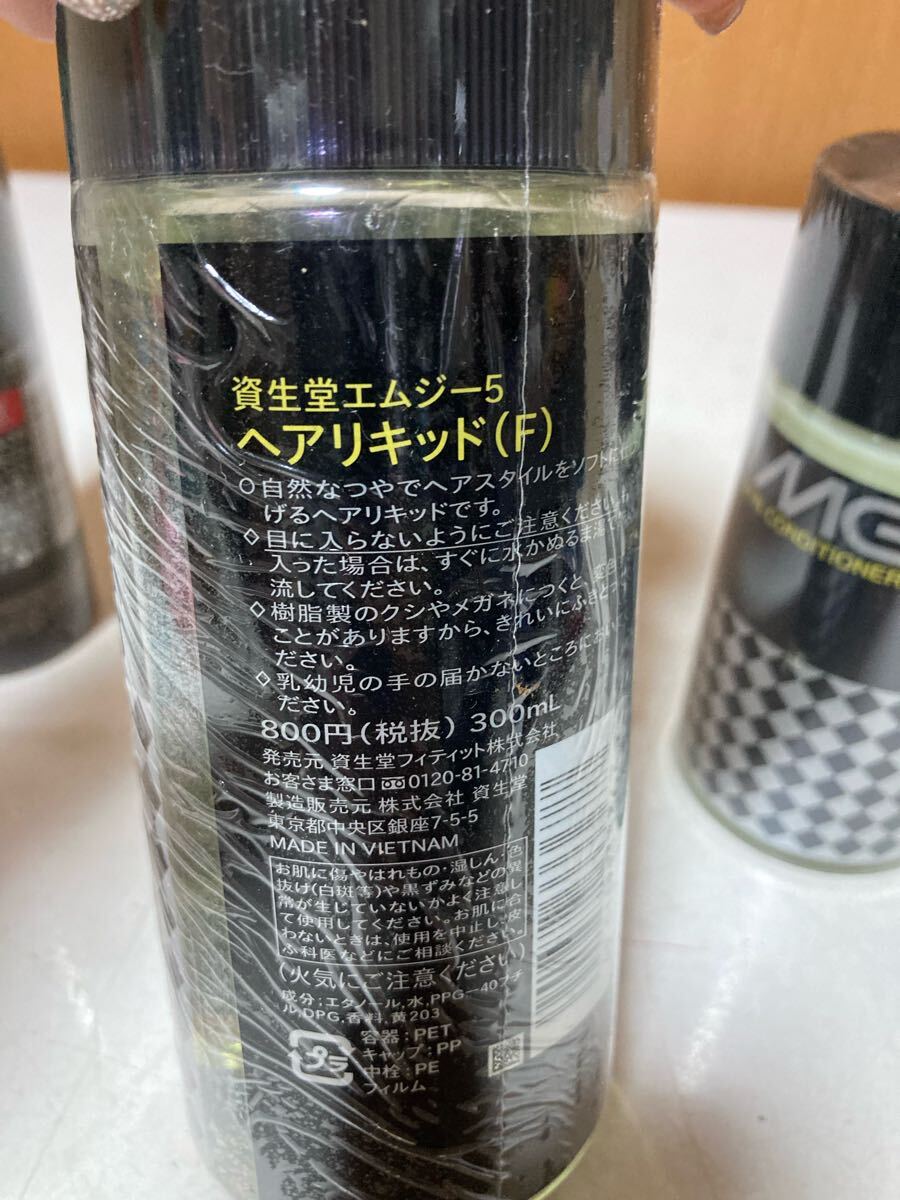 資生堂エムジー5
ヘアリキッド(F)
○自然なつやでヘアスタイルをソフトに
げるヘアリキッドです。
◇目に入らないようにご注意ください。
入った場合は、すぐに水かぬるま湯で
流してください。
◇樹脂製のクシやメガネにつくと、変色
ことがありますから、きれいにふきと
ださい。
◇乳幼児の手の届かないところに
ださい。
800円(税抜) 300mL
発売元 資生堂フィティット株式会社
お客さま窓口 0120-81-4710
製造販売元 株式会社 資生堂
東京都中央区銀座7-5-5
MADE IN VIETNAM
お肌に傷やはれもの・湿しん、色
抜け(白斑等)や黒ずみなどの異
常が生じていないかよく注意し
て使用してください。お肌に合
わないときは、使用を中止し、皮
ふ科医などにご相談ください。
(火気にご注意ください)
成分:エタノール,水,PPG-40ブチ
ル,DPG,香料,黄203
プラ
容器:PET
キャップ:PP
中栓:PE
フィルム
MG
CONDITIONER